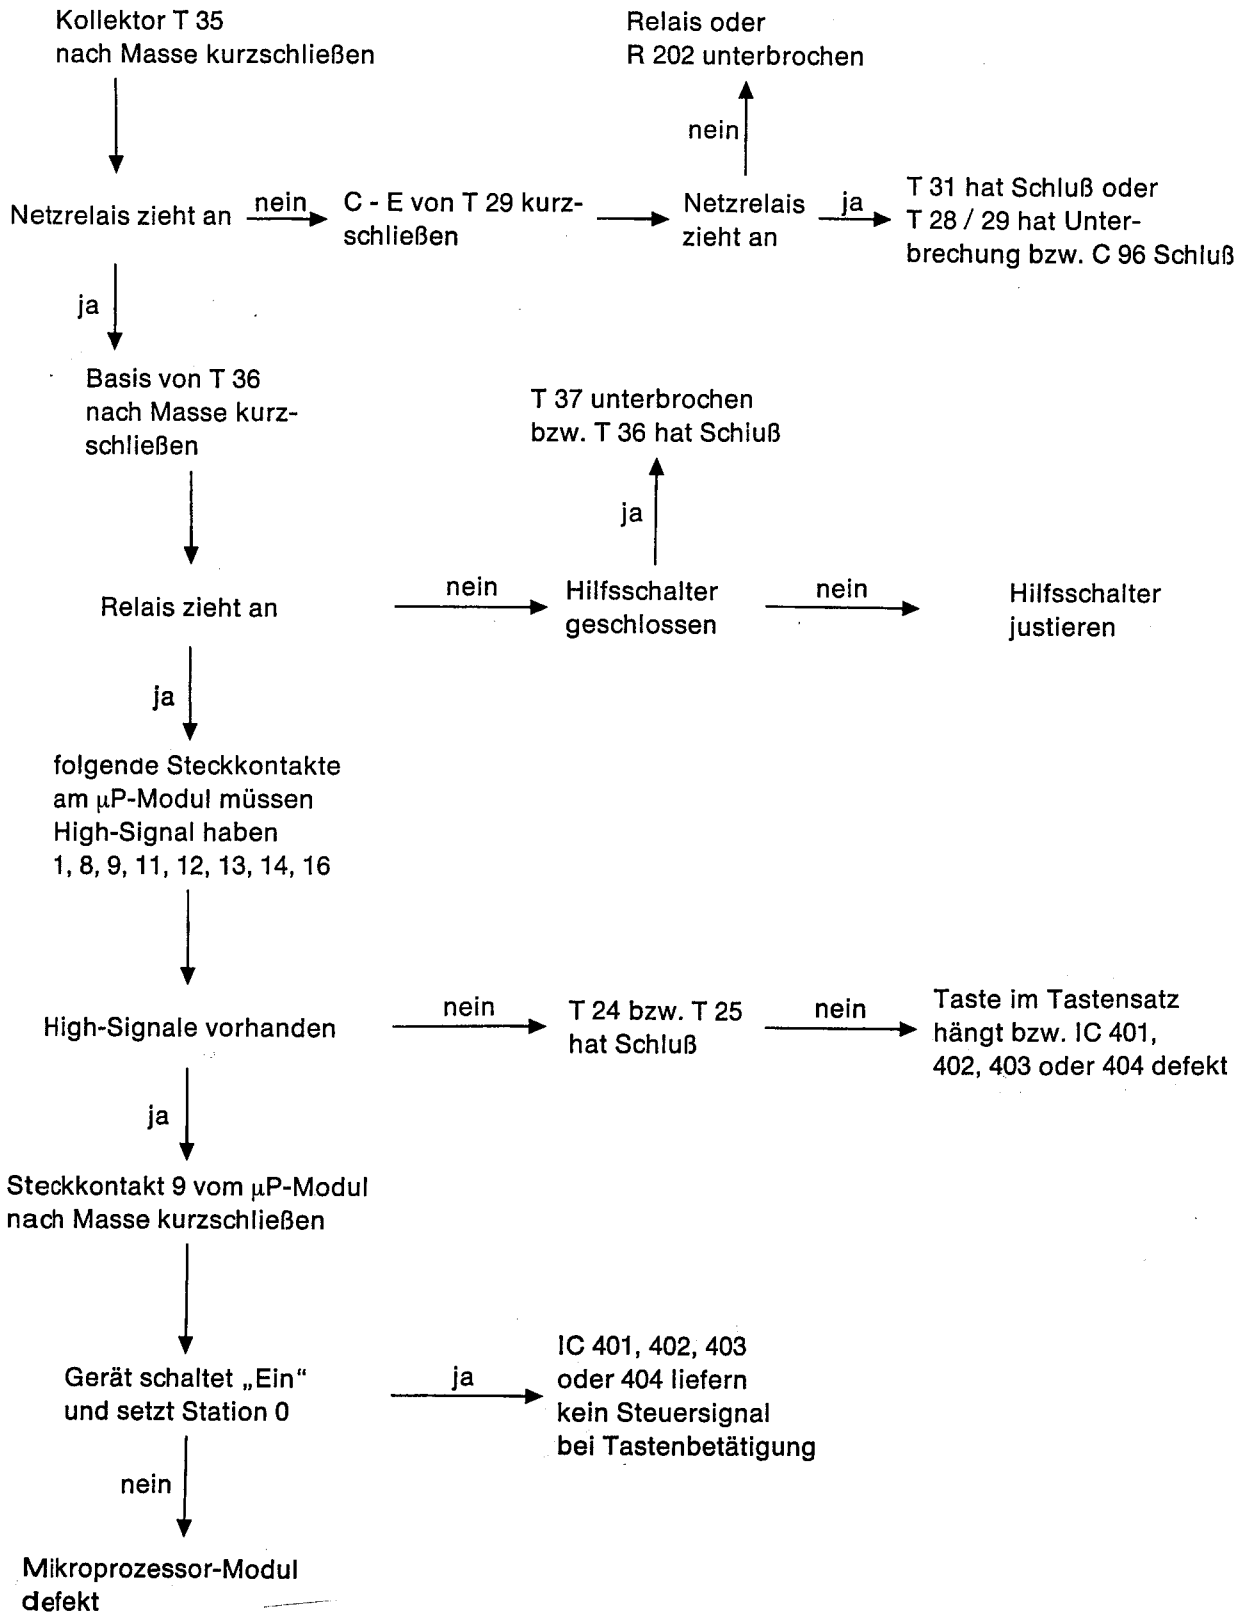 Kollektor T 35
nach Masse kurzschließen
Relais oder
R 202 unterbrochen
nein
Netzrelais zieht an
nein
C - E von T 29 kurz-
schließen
Netzrelais
zieht an
ja
T 31 hat Schluß oder
T 28 / 29 hat Unter-
brechung bzw. C 96 Schluß
ja
Basis von T 36
nach Masse kurz-
schließen
T 37 unterbrochen
bzw. T 36 hat Schluß
ja
Relais zieht an
nein
Hilfsschalter
geschlossen
nein
Hilfsschalter
justieren
ja
folgende Steckkontakte
am µP-Modul müssen
High-Signal haben
1, 8, 9, 11, 12, 13, 14, 16
High-Signale vorhanden
nein
T 24 bzw. T 25
hat Schluß
nein
Taste im Tastensatz
hängt bzw. IC 401,
402, 403 oder 404 defekt
ja
Steckkontakt 9 vom µP-Modul
nach Masse kurzschließen
Gerät schaltet „Ein“
und setzt Station 0
ja
IC 401, 402, 403
oder 404 liefern
kein Steuersignal
bei Tastenbetätigung
nein
Mikroprozessor-Modul
defekt